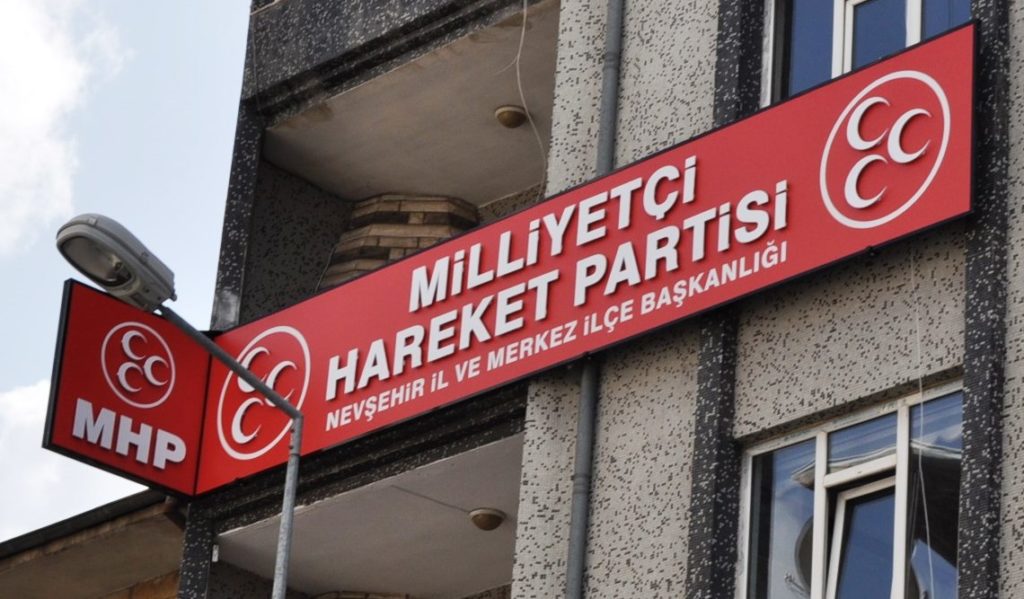 MİLLİYETÇİ
HAREKET PARTİSİ
NEVŞEHİR İL VE MERKEZ İLÇE BAŞKANLIĞI
MHP